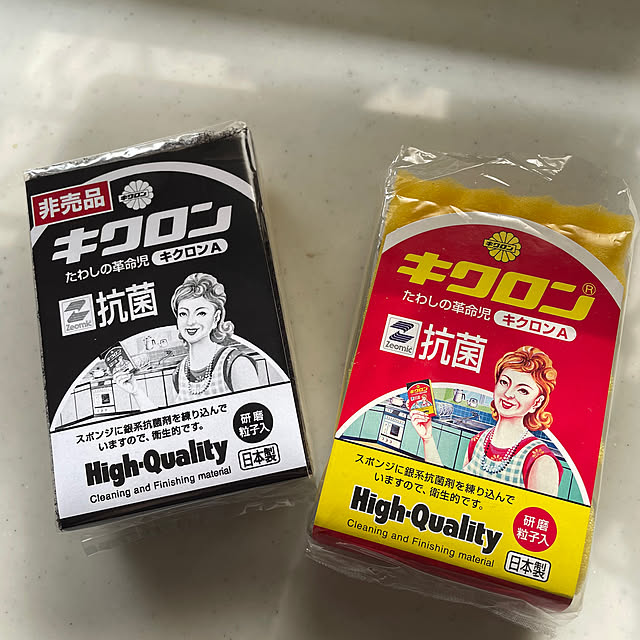 非売品
キクロン
キクロン
たわしの革命児 キクロンA
Zeomic
抗菌
スポンジに銀系抗菌剤を練り込んで
いますので、衛生的です。
研磨
粒子入
High-Quality
日本製
Cleaning and Finishing material
キクロン
キクロン®
たわしの革命児 キクロンA
Zeomic
抗菌
スポンジに銀系抗菌剤を練り込んで
いますので、衛生的です。
研磨
粒子入
High-Quality
Cleaning and Finishing material
日本製